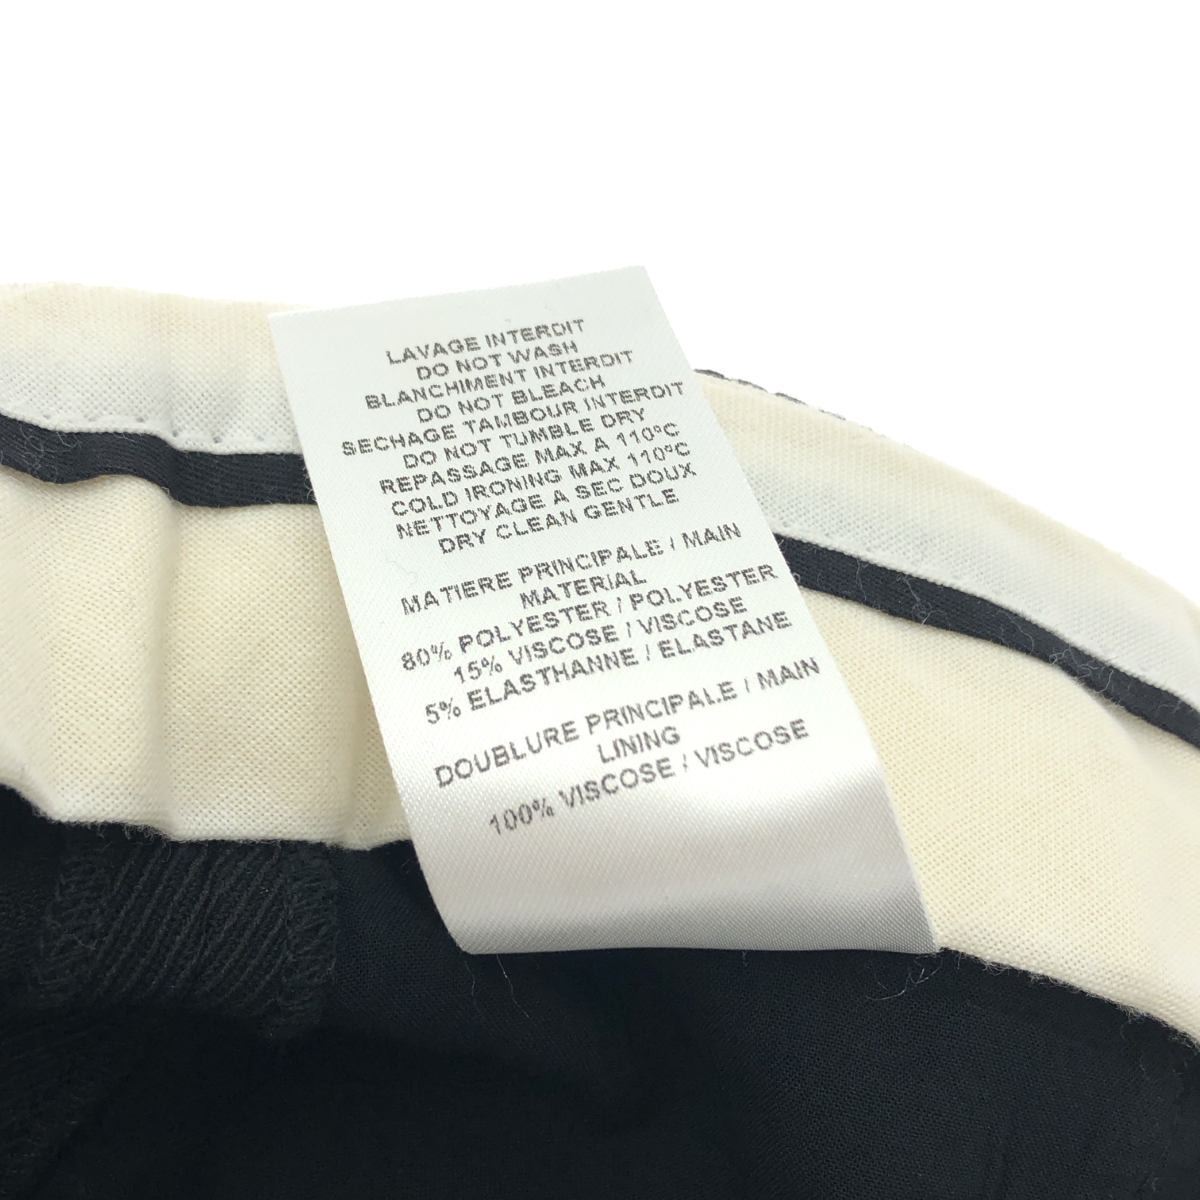 LAVAGE INTERDIT
DO NOT WASH
BLANCHIMENT INTERDIT
DO NOT BLEACH
SECHAGE TAMBOUR INTERDIT
DO NOT TUMBLE DRY
REPASSAGE MAX A 110°C
COLD IRONING MAX 110°C
NETTOYAGE A SEC DOUX
DRY CLEAN GENTLE
MATIERE PRINCIPALE / MAIN
MATERIAL
80% POLYESTER / POLYESTER
15% VISCOSE / VISCOSE
5% ELASTHANNE / ELASTANE
DOUBLURE PRINCIPALE / MAIN
LINING
100% VISCOSE / VISCOSE